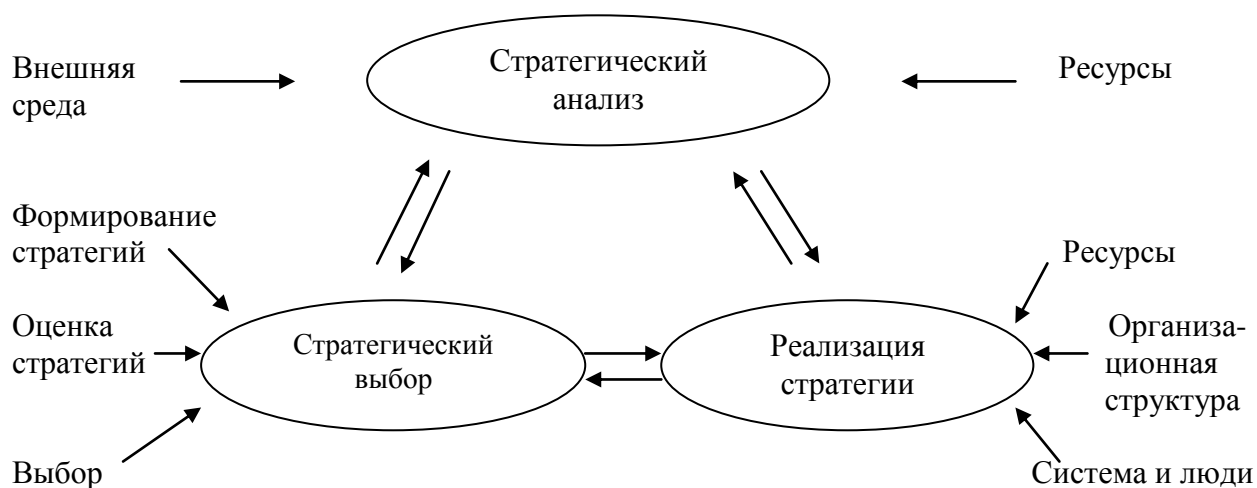 Внешняя
среда
Стратегический
анализ
Ресурсы
Формирование
стратегий
Ресурсы
Оценка
стратегий
Стратегический
выбор
Реализация
стратегии
Организа-
ционная
структура
Выбор
Система и люди